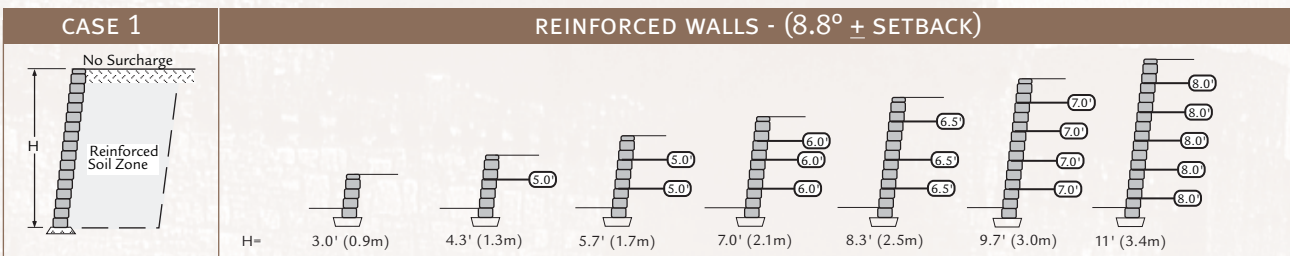 CASE 1
REINFORCED WALLS - (8.8º ± SETBACK)
No Surcharge
H
Reinforced
Soil Zone
5.0'
5.0'
5.0'
6.0'
6.0'
6.0'
6.5'
6.5'
6.5'
7.0'
7.0'
7.0'
7.0'
8.0'
8.0'
8.0'
8.0'
8.0'
H= 3.0' (0.9m) 4.3' (1.3m) 5.7' (1.7m) 7.0' (2.1m) 8.3' (2.5m) 9.7' (3.0m) 11' (3.4m)